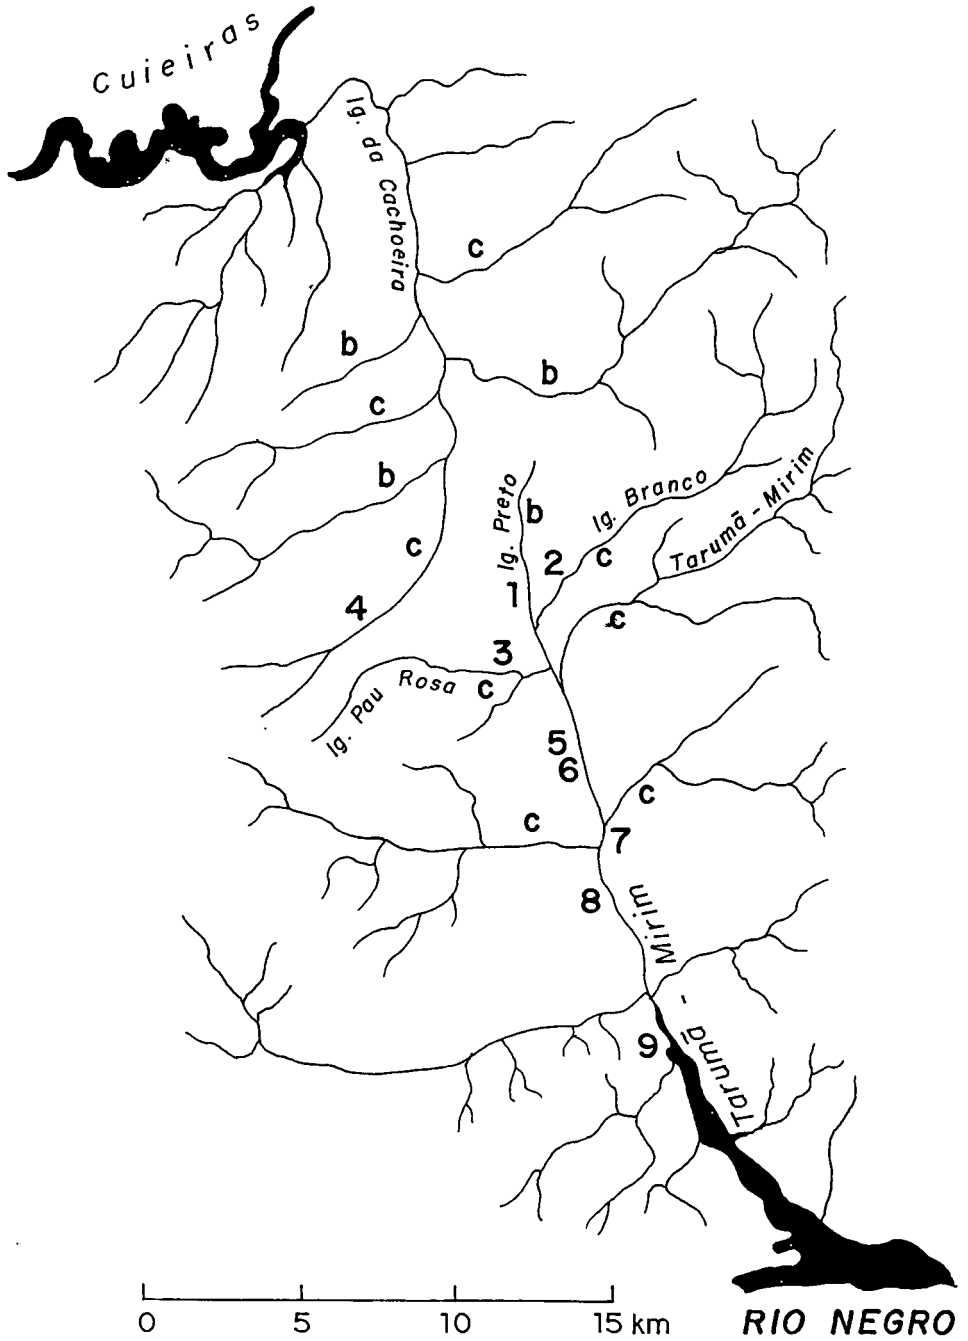 Cuieiras
Ig. da Cachoeira
c
b
b
c
b
Ig. Preto
b
Ig. Branco
Tarumã-Mirim
c
2
c
1
4
c
3
Ig. Pau Rosa
c
5
6
c
c
7
8
Tarumã - Mirim
9
0 5 10 15 km
RIO NEGRO